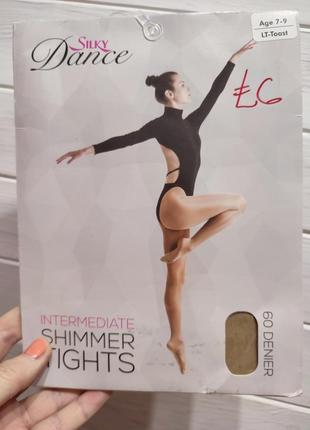 SILKY
Dance
Age 7-9
LT-Toast
£6
INTERMEDIATE
SHIMMER
TIGHTS
60 DENIER